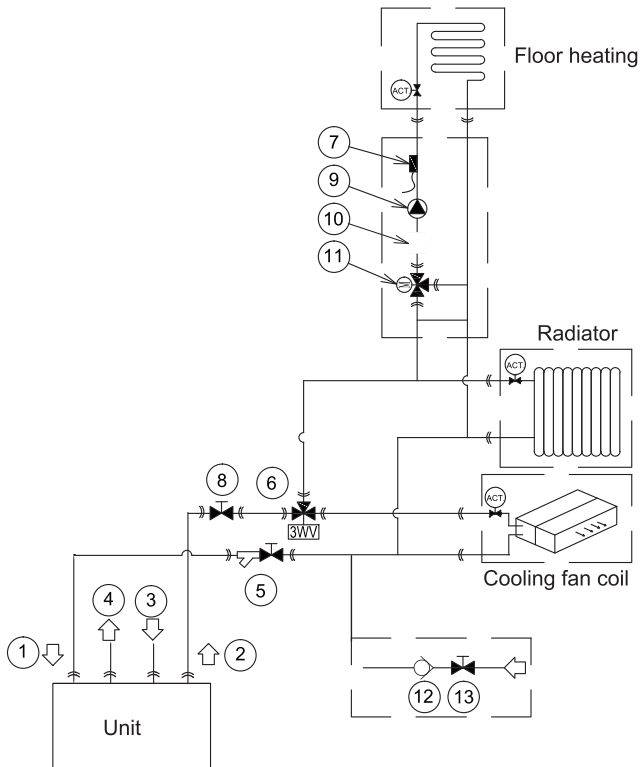 Floor heating
ACT.
7
9
10
11
Radiator
ACT.
8
6
ACT.
3WV
5
Cooling fan coil
4
3
1
2
12
13
Unit